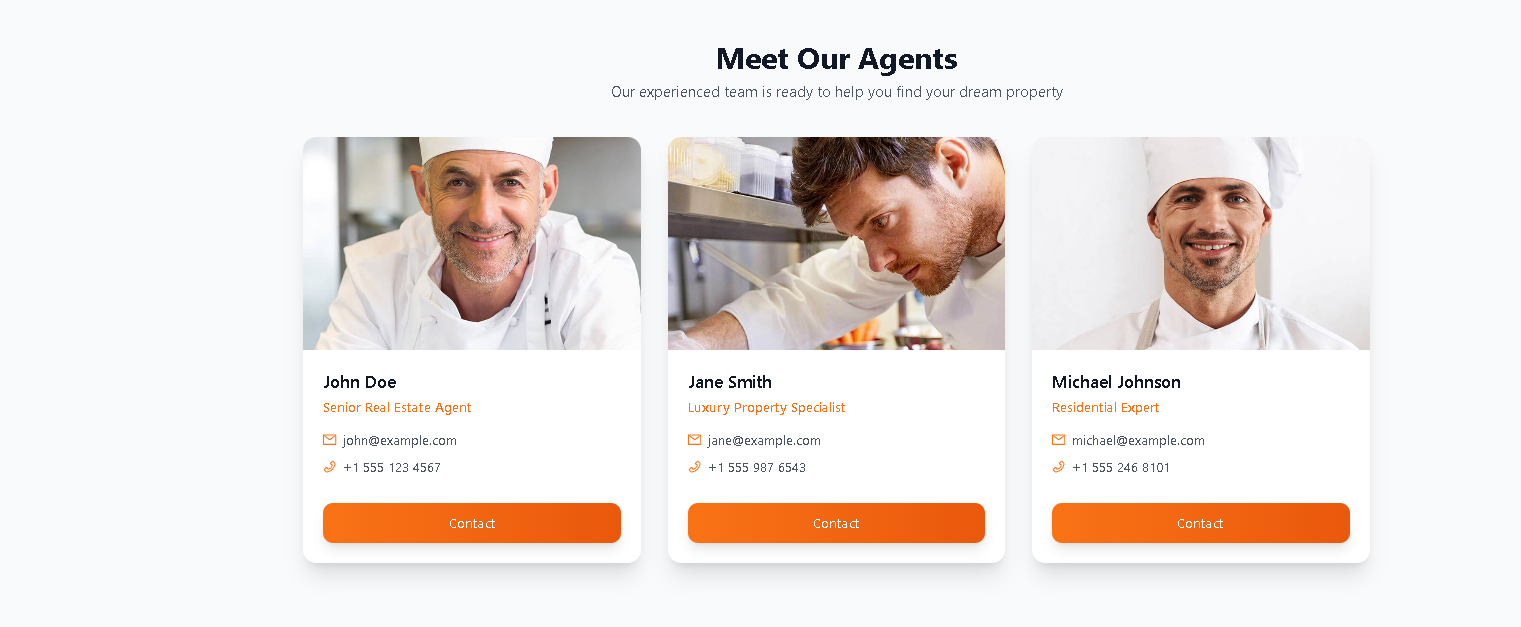 Meet Our Agents
Our experienced team is ready to help you find your dream property
John Doe
Senior Real Estate Agent
john@example.com
+1 555 123 4567
Contact
Jane Smith
Luxury Property Specialist
jane@example.com
+1 555 987 6543
Contact
Michael Johnson
Residential Expert
michael@example.com
+1 555 246 8101
Contact